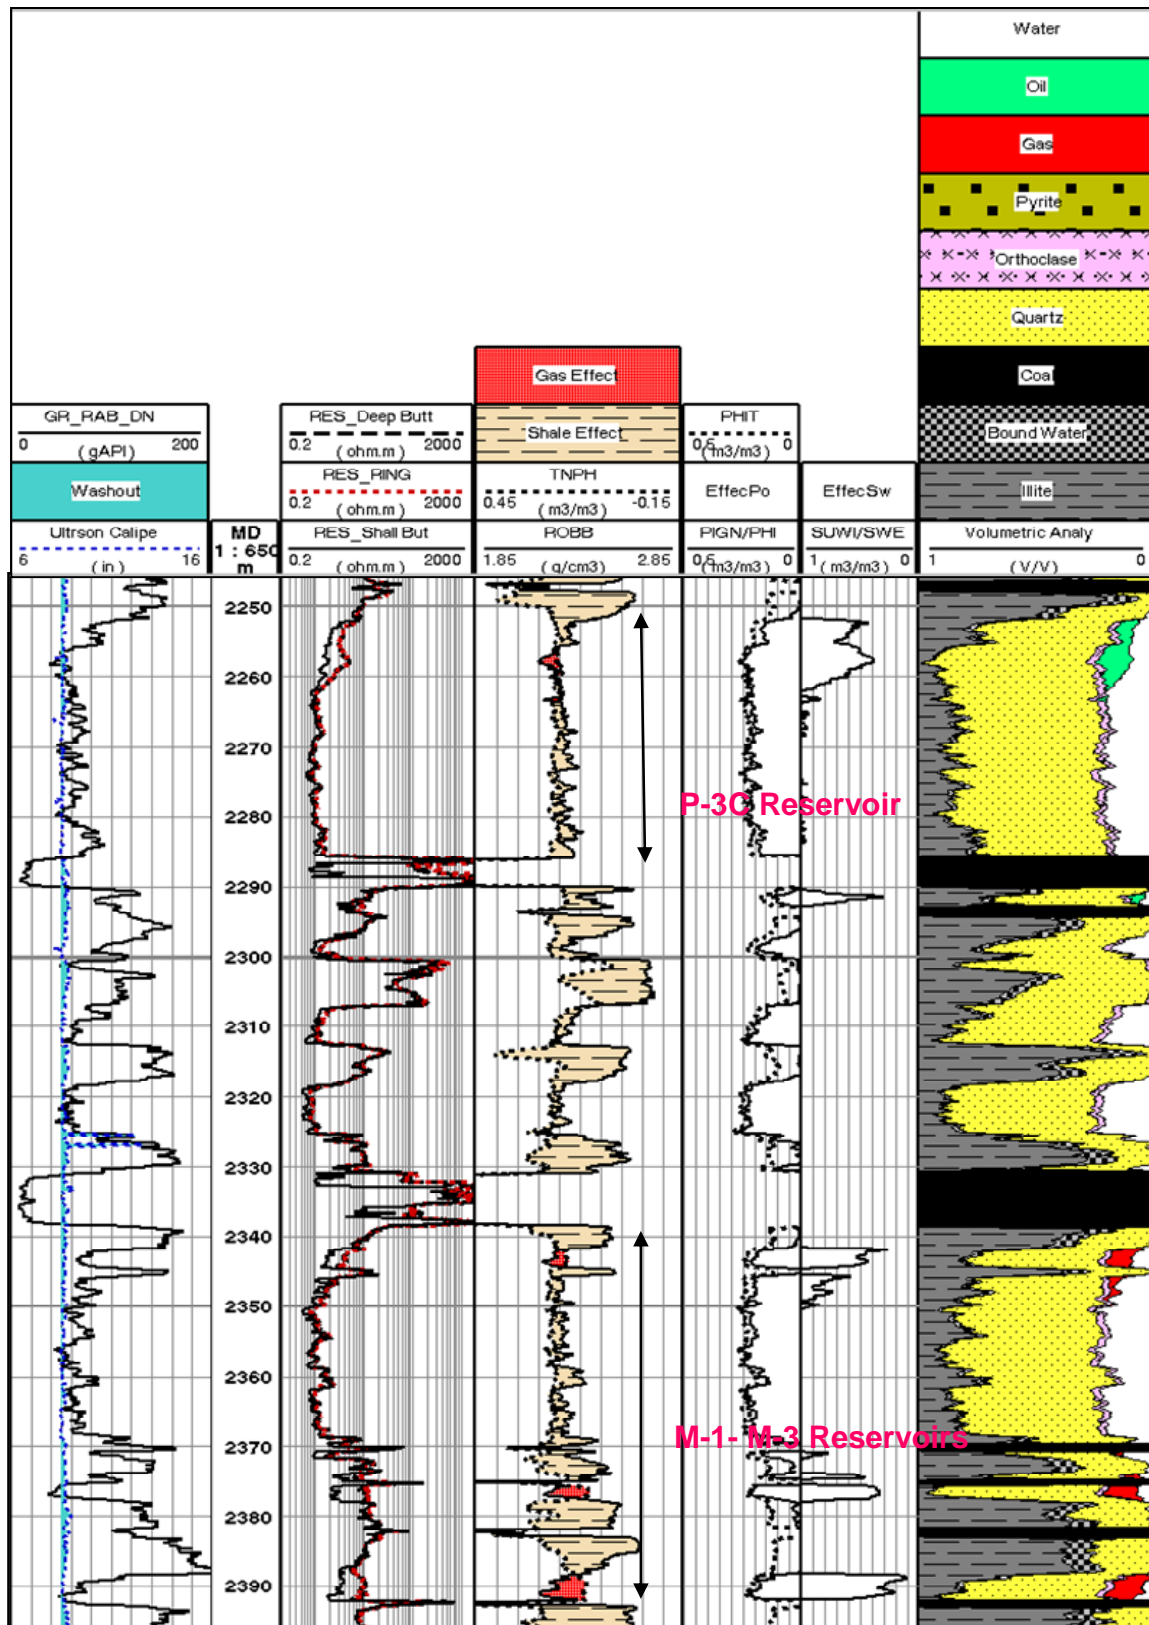 Water
Oil
Gas
Pyrite
Orthoclase
Quartz
Gas Effect
Coal
GR_RAB_DN
0 200
( gAPI )
RES_Deep Butt
0.2 2000
( ohm.m )
Shale Effect
PHIT
0.5 0
( m3/m3 )
Bound Water
Washout
RES_RING
0.2 2000
( ohm.m )
TNPH
0.45 -0.15
( m3/m3 )
EffecPo
EffecSw
Illite
Ultrson Calipe
6 16
( in )
MD
1 : 650
m
RES_Shall But
0.2 2000
( ohm.m )
ROBB
1.85 2.85
( g/cm3 )
PIGN/PHI
0.5 0
( m3/m3 )
SUWI/SWE
1 0
( m3/m3 )
Volumetric Analy
1 0
( V/V )
2250
2260
2270
2280
P-3C Reservoir
2290
2300
2310
2320
2330
2340
2350
2360
2370
M-1- M-3 Reservoirs
2380
2390